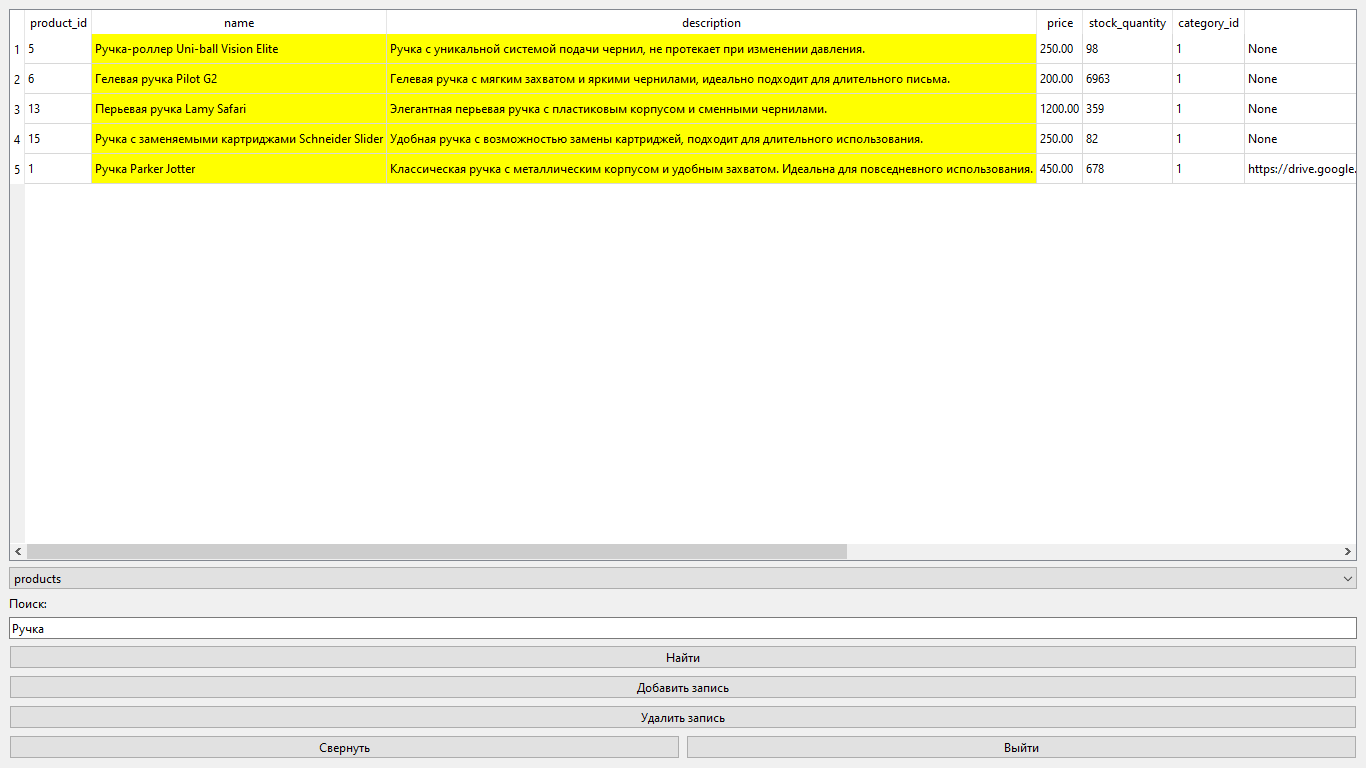 product_id name description price stock_quantity category_id
1 5 Ручка-роллер Uni-ball Vision Elite Ручка с уникальной системой подачи чернил, не протекает при изменении давления. 250.00 98 1 None
2 6 Гелевая ручка Pilot G2 Гелевая ручка с мягким захватом и яркими чернилами, идеально подходит для длительного письма. 200.00 6963 1 None
3 13 Перьевая ручка Lamy Safari Элегантная перьевая ручка с пластиковым корпусом и сменными чернилами. 1200.00 359 1 None
4 15 Ручка с заменяемыми картриджами Schneider Slider Удобная ручка с возможностью замены картриджей, подходит для длительного использования. 250.00 82 1 None
5 1 Ручка Parker Jotter Классическая ручка с металлическим корпусом и удобным захватом. Идеальна для повседневного использования. 450.00 678 1 https://drive.google.
products
Поиск:
Ручка
Найти
Добавить запись
Удалить запись
Свернуть Выйти